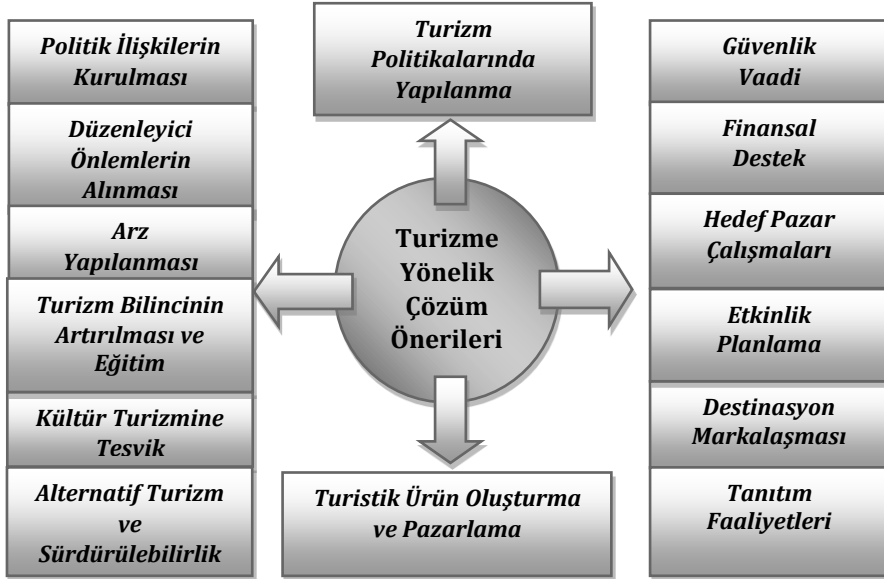 Politik İlişkilerin
Kurulması
Düzenleyici
Önlemlerin
Alınması
Arz
Yapılanması
Turizm Bilincinin
Artırılması ve
Eğitim
Kültür Turizmine
Tesvik
Alternatif Turizm
ve
Sürdürülebilirlik
Turizm
Politikalarında
Yapılanma
Turizme
Yönelik
Çözüm
Önerileri
Turistik Ürün Oluşturma
ve Pazarlama
Güvenlik
Vaadi
Finansal
Destek
Hedef Pazar
Çalışmaları
Etkinlik
Planlama
Destinasyon
Markalaşması
Tanıtım
Faaliyetleri